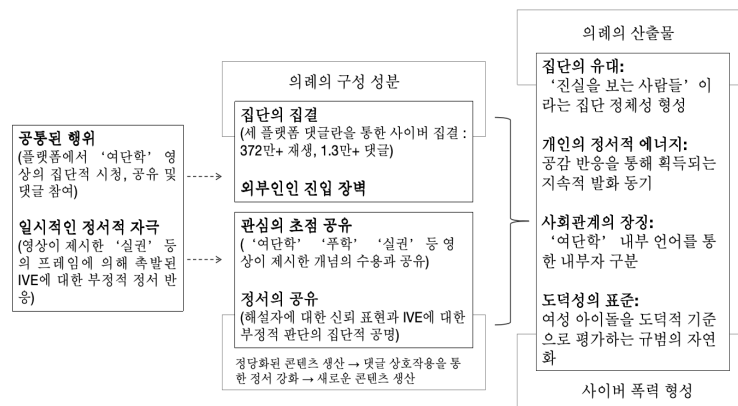 공통된 행위
(플랫폼에서 ‘여단학’ 영
상의 집단적 시청, 공유 및
댓글 참여)
일시적인 정서적 자극
(영상이 제시한 ‘실권’ 등
의 프레임에 의해 촉발된
IVE에 대한 부정적 정서 반
응)
의례의 구성 성분
집단의 집결
(세 플랫폼 댓글란을 통한 사이버 집결 :
372만+ 재생, 1.3만+ 댓글)
외부인인 진입 장벽
관심의 초점 공유
( ‘여단학’ ‘푸학’ ‘실권’ 등 영
상이 제시한 개념의 수용과 공유)
정서의 공유
(해설자에 대한 신뢰 표현과 IVE에 대한
부정적 판단의 집단적 공명)
정당화된 콘텐츠 생산 → 댓글 상호작용을 통
한 정서 강화 → 새로운 콘텐츠 생산
의례의 산출물
집단의 유대:
‘진실을 보는 사람들’ 이
라는 집단 정체성 형성
개인의 정서적 에너지:
공감 반응을 통해 획득되는
지속적 발화 동기
사회관계의 장징:
‘여단학’ 내부 언어를 통
한 내부자 구분
도덕성의 표준:
여성 아이돌을 도덕적 기준
으로 평가하는 규범의 자연
화
사이버 폭력 형성